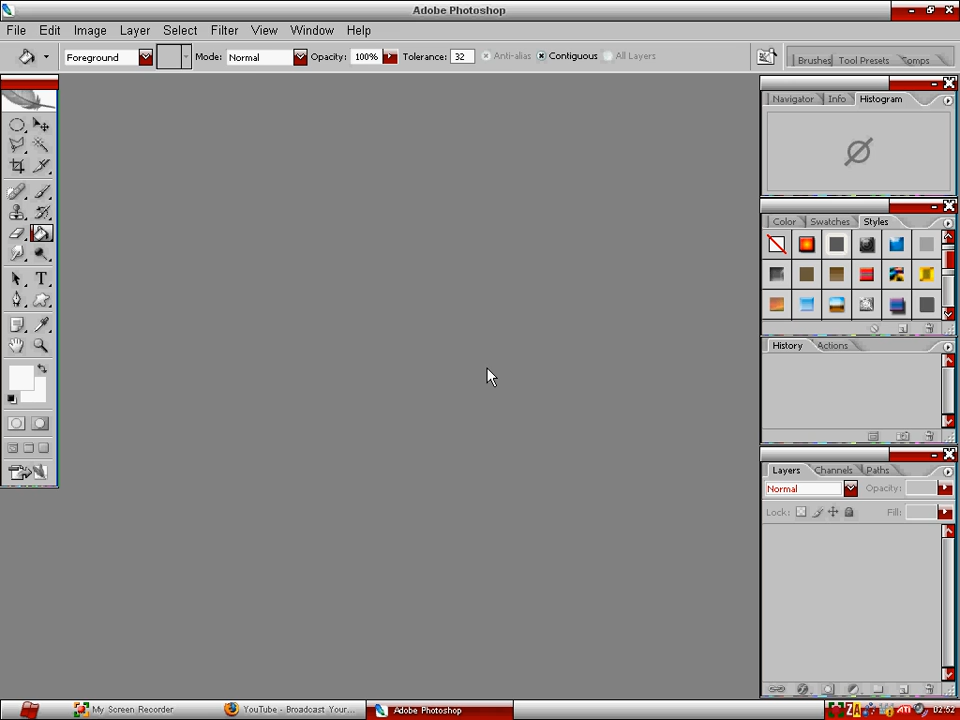 Adobe Photoshop
File Edit Image Layer Select Filter View Window Help
Foreground Mode: Normal Opacity: 100% Tolerance: 32 Anti-alias Contiguous All Layers
Brushes Tool Presets Comps
Navigator Info Histogram
Color Swatches Styles
T
History Actions
Layers Channels Paths
Normal Opacity:
Lock: Fill:
My Screen Recorder YouTube - Broadcast Your... Adobe Photoshop ZA ATI 02:52